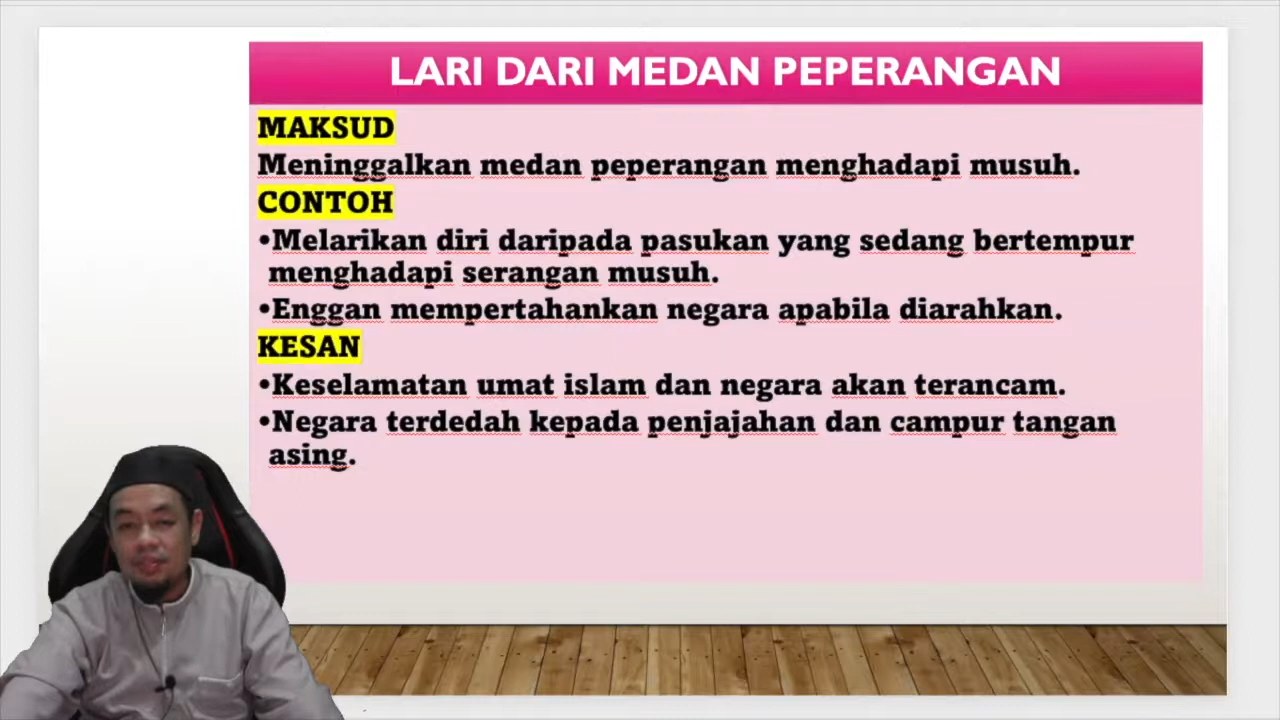 LARI DARI MEDAN PEPERANGAN
MAKSUD
Meninggalkan medan peperangan menghadapi musuh.
CONTOH
•Melarikan diri daripada pasukan yang sedang bertempur
menghadapi serangan musuh.
•Enggan mempertahankan negara apabila diarahkan.
KESAN
•Keselamatan umat islam dan negara akan terancam.
•Negara terdedah kepada penjajahan dan campur tangan
asing.